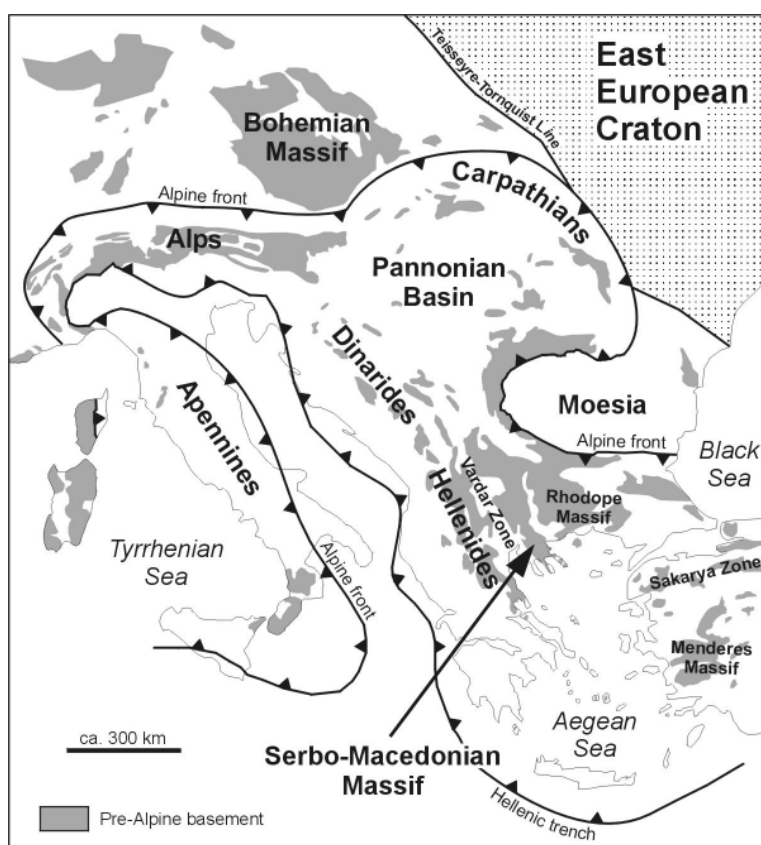 East
European
Craton
Teisseyre-Tornquist Line
Bohemian
Massif
Carpathians
Alpine front
Alps
Pannonian
Basin
Dinarides
Moesia
Apennines
Alpine front
Black
Sea
Hellenides
Vardar Zone
Rhodope
Massif
Tyrrhenian
Sea
Alpine front
Sakarya Zone
Menderes
Massif
Aegean
Sea
ca. 300 km
Serbo-Macedonian
Massif
Hellenic trench
Pre-Alpine basement